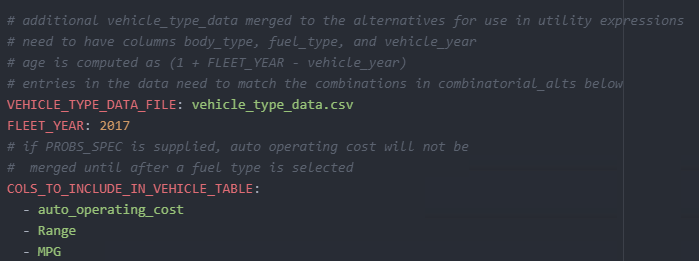 # additional vehicle_type_data merged to the alternatives for use in utility expressions
# need to have columns body_type, fuel_type, and vehicle_year
# age is computed as (1 + FLEET_YEAR - vehicle_year)
# entries in the data need to match the combinations in combinatorial_alts below
VEHICLE_TYPE_DATA_FILE: vehicle_type_data.csv
FLEET_YEAR: 2017
# if PROBS_SPEC is supplied, auto operating cost will not be
#  merged until after a fuel type is selected
COLS_TO_INCLUDE_IN_VEHICLE_TABLE:
  - auto_operating_cost
  - Range
  - MPG